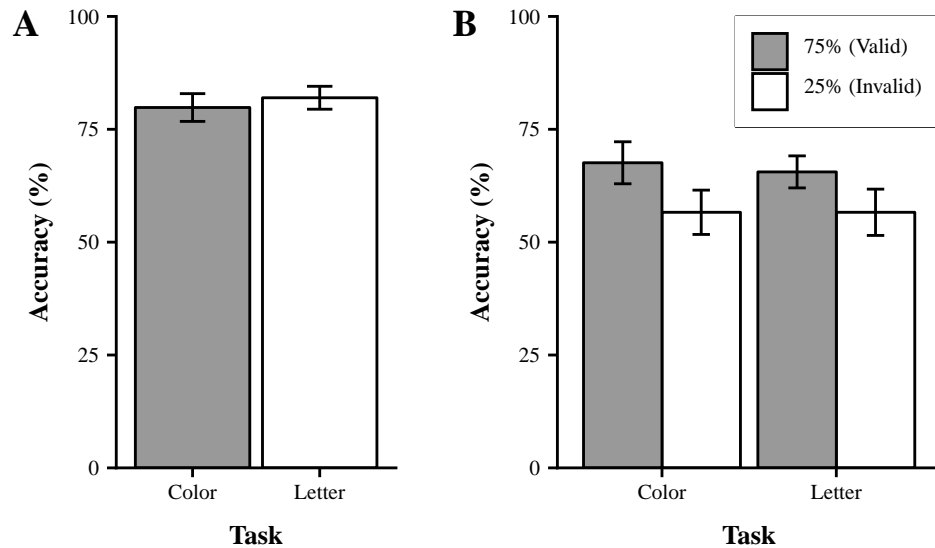 A
100
75
50
25
0
Accuracy (%)
Color
Letter
Task
B
100
75
50
25
0
Accuracy (%)
75% (Valid)
25% (Invalid)
Color
Letter
Task